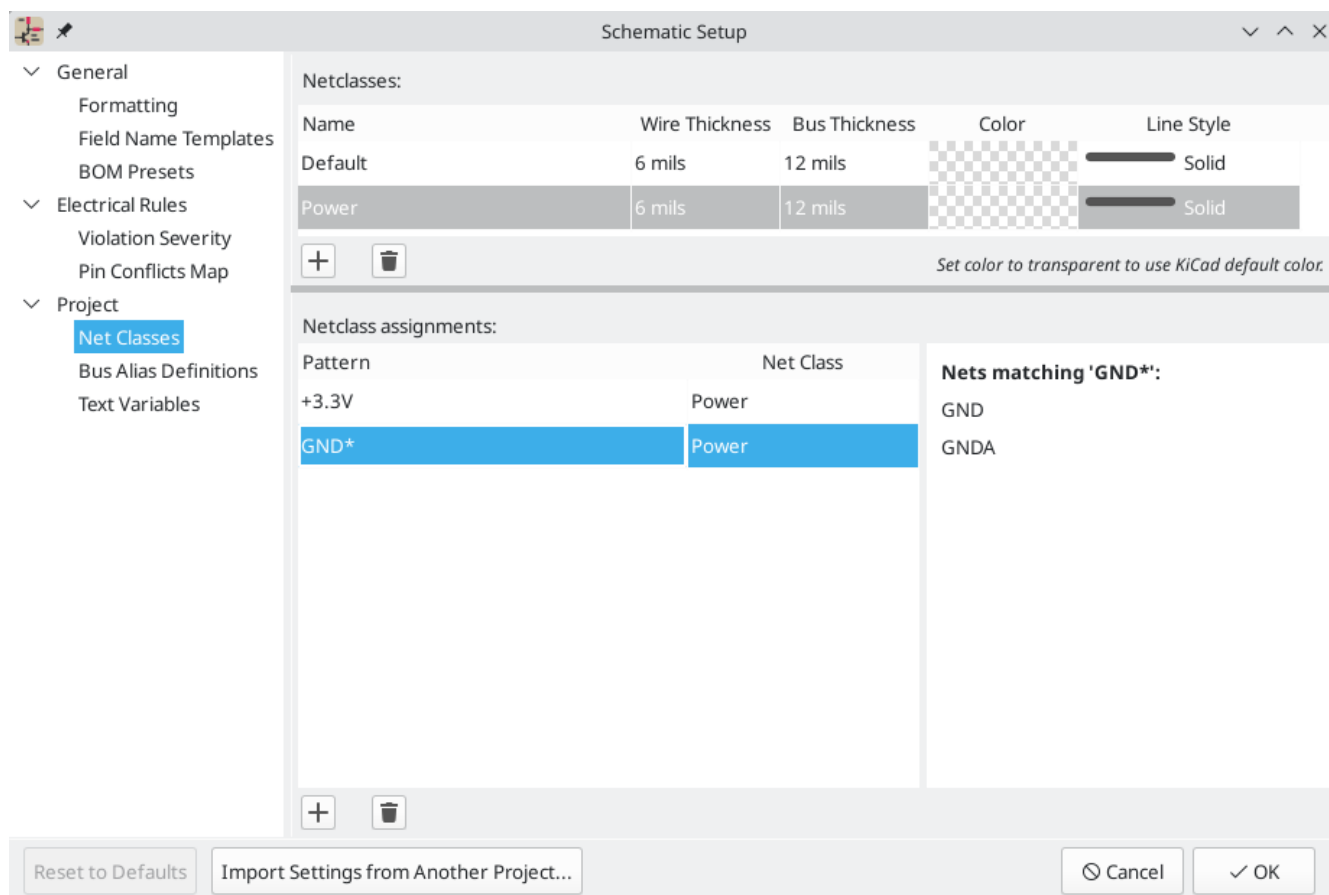 Schematic Setup
General
Formatting
Field Name Templates
BOM Presets
Electrical Rules
Violation Severity
Pin Conflicts Map
Project
Net Classes
Bus Alias Definitions
Text Variables
Netclasses:
Name Wire Thickness Bus Thickness Color Line Style
Default 6 mils 12 mils Solid
Power 6 mils 12 mils Solid
Set color to transparent to use KiCad default color.
Netclass assignments:
Pattern Net Class
+3.3V Power
GND* Power
Nets matching 'GND*':
GND
GNDA
Reset to Defaults Import Settings from Another Project... Cancel OK